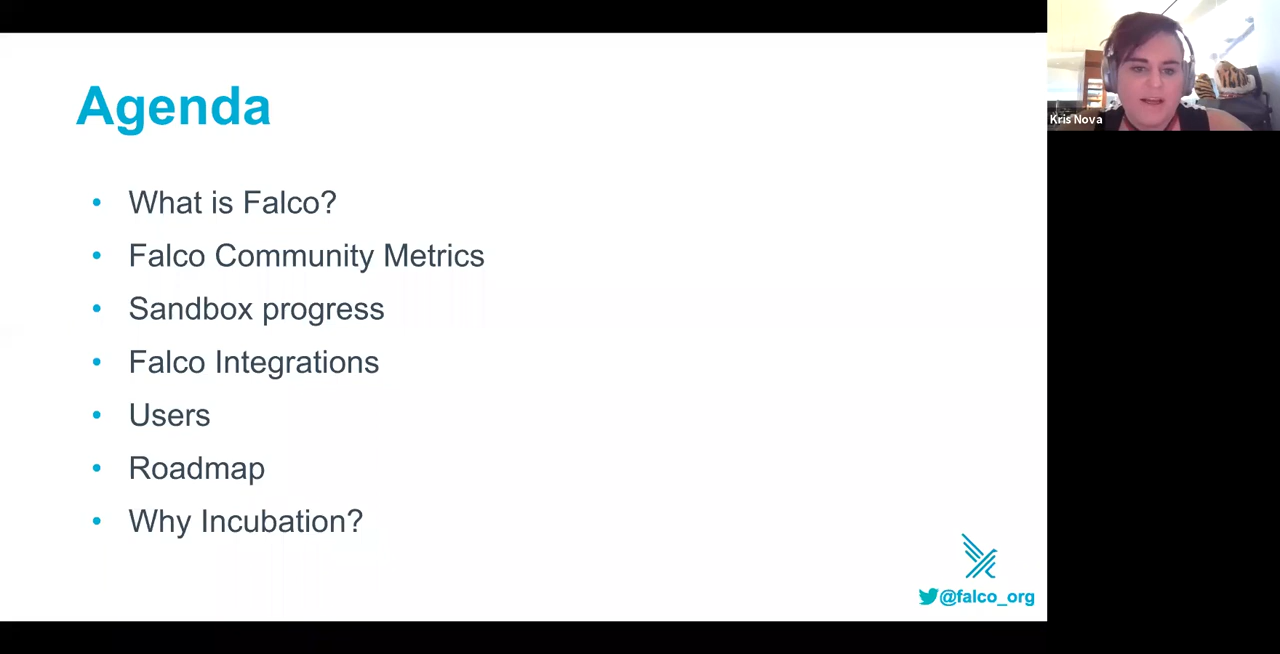 Agenda
• What is Falco?
• Falco Community Metrics
• Sandbox progress
• Falco Integrations
• Users
• Roadmap
• Why Incubation?
@falco_org
Kris Nova